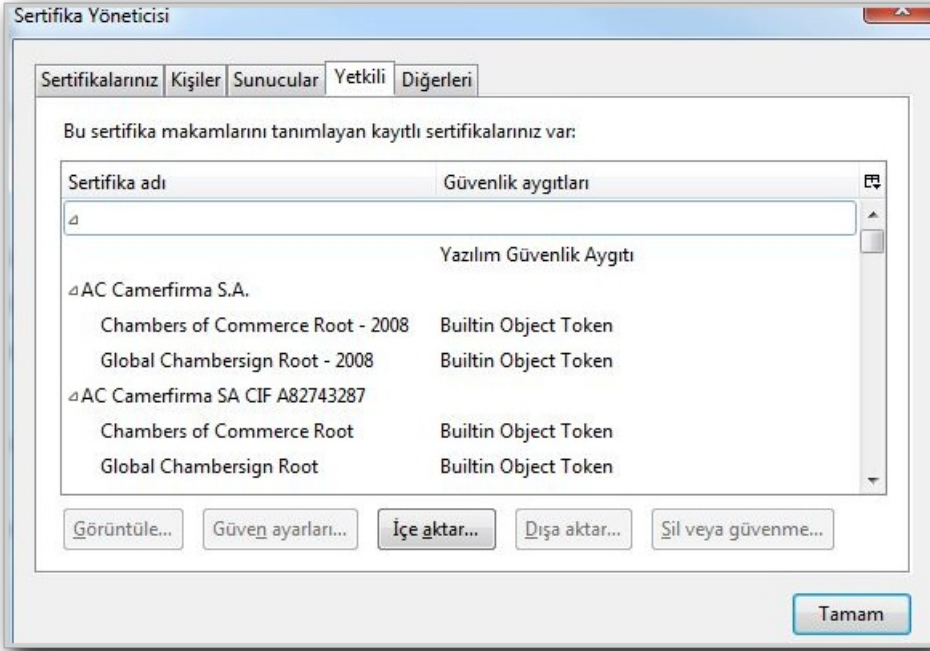 Sertifika Yöneticisi
Sertifikalarınız Kişiler Sunucular Yetkili Diğerleri
Bu sertifika makamlarını tanımlayan kayıtlı sertifikalarınız var:
Sertifika adı Güvenlik aygıtları
Yazılım Güvenlik Aygıtı
AC Camerfirma S.A.
Chambers of Commerce Root - 2008 Builtin Object Token
Global Chambersign Root - 2008 Builtin Object Token
AC Camerfirma SA CIF A82743287
Chambers of Commerce Root Builtin Object Token
Global Chambersign Root Builtin Object Token
Görüntüle... Güven ayarları... İçe aktar... Dışa aktar... Sil veya güvenme...
Tamam